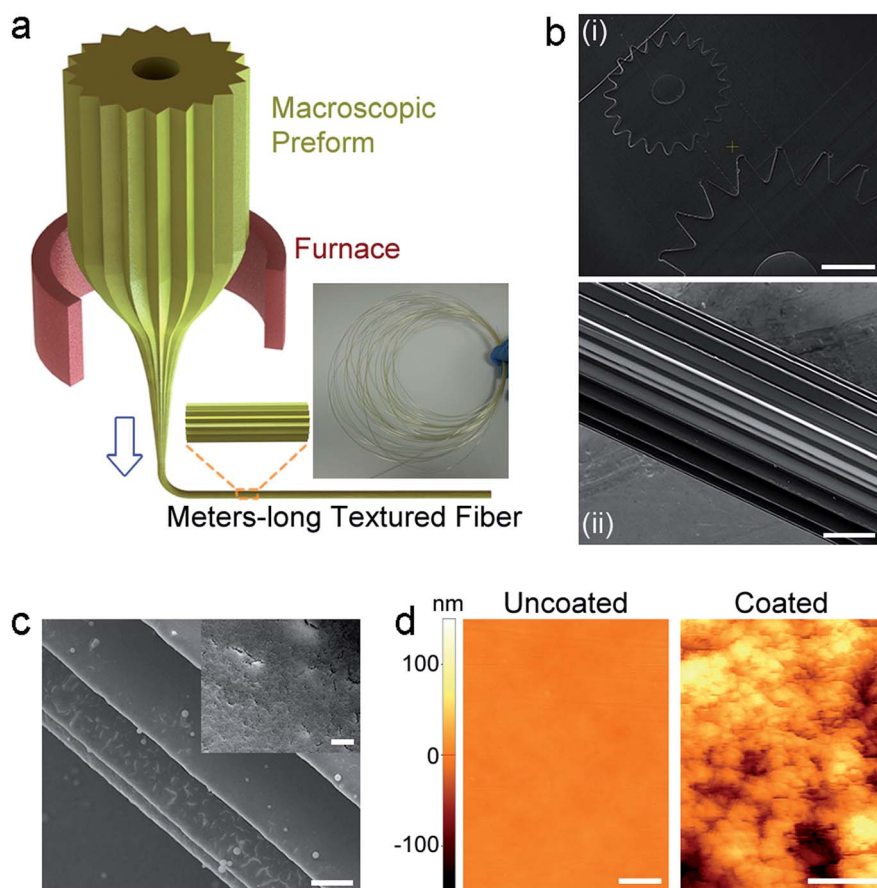 a
Macroscopic
Preform
Furnace
Meters-long Textured Fiber
b
(i)
(ii)
c
d
nm
100
0
-100
Uncoated
Coated